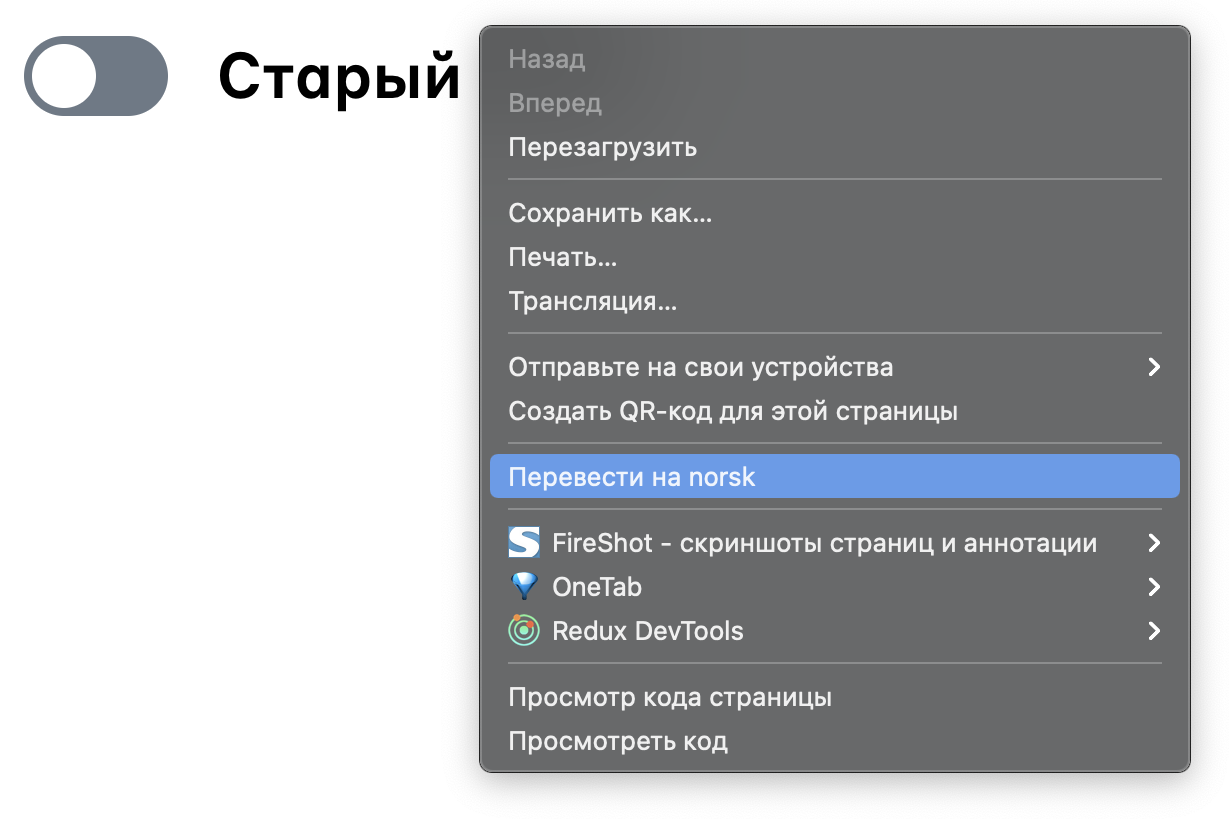 Старый
Назад
Вперед
Перезагрузить
Сохранить как...
Печать...
Трансляция...
Отправьте на свои устройства
Создать QR-код для этой страницы
Перевести на norsk
FireShot - скриншоты страниц и аннотации
OneTab
Redux DevTools
Просмотр кода страницы
Просмотреть код